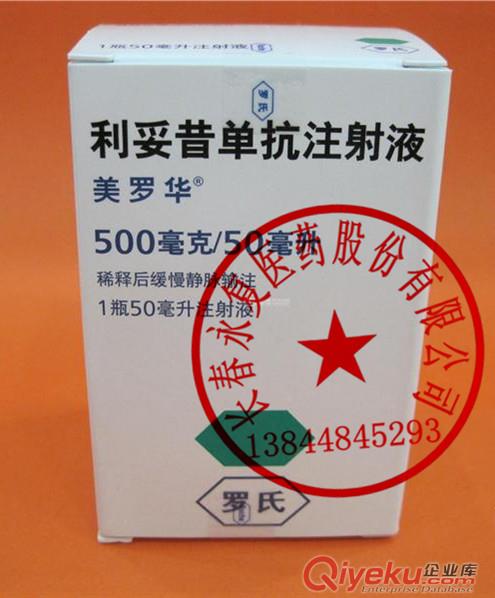 1瓶50毫升注射液
罗氏
利妥昔单抗注射液
美罗华®
500毫克/50毫升
稀释后缓慢静脉输注
1瓶50毫升注射液
长春永夏医药股份有限公司
13844845293
罗氏
Qiyeku.com企业库
Enterprise Database